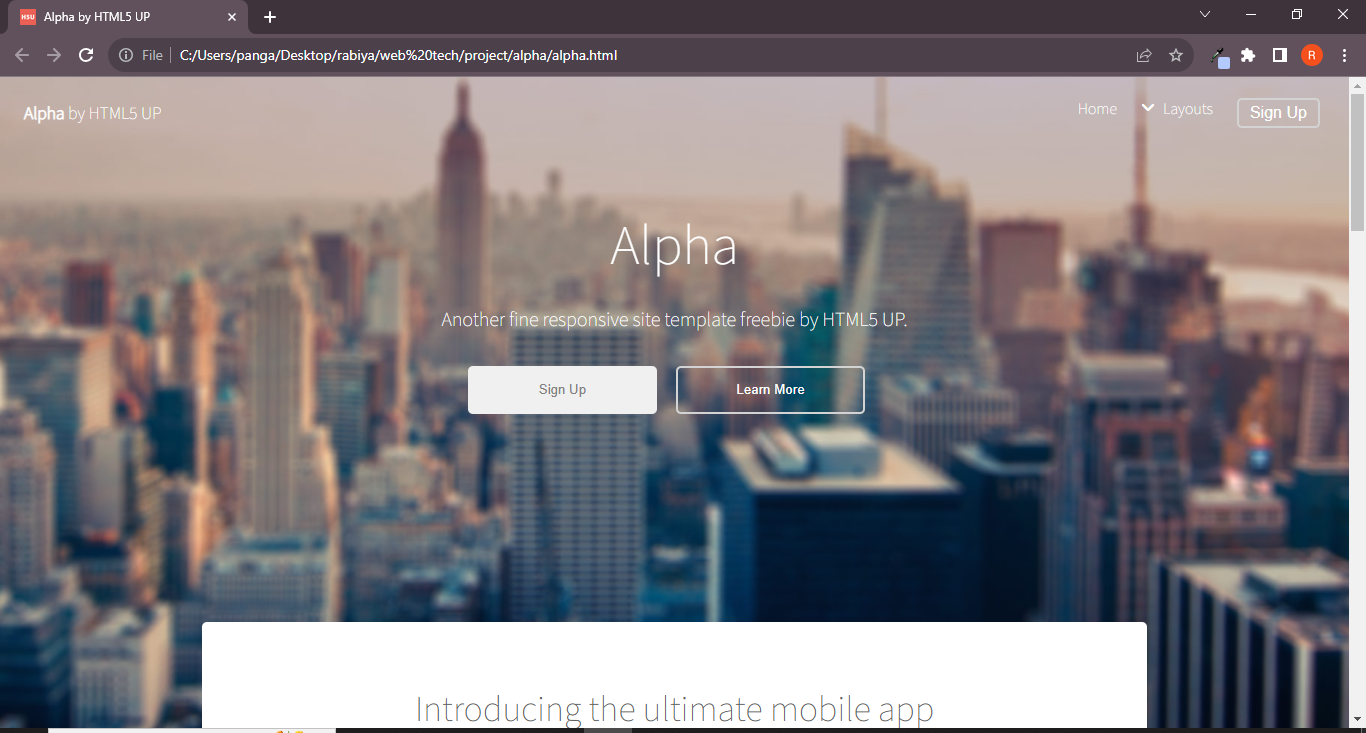 HSU Alpha by HTML5 UP
File C:/Users/panga/Desktop/rabiya/web%20tech/project/alpha/alpha.html R
Alpha by HTML5 UP Home Layouts Sign Up
Alpha
Another fine responsive site template freebie by HTML5 UP.
Sign Up Learn More
Introducing the ultimate mobile app